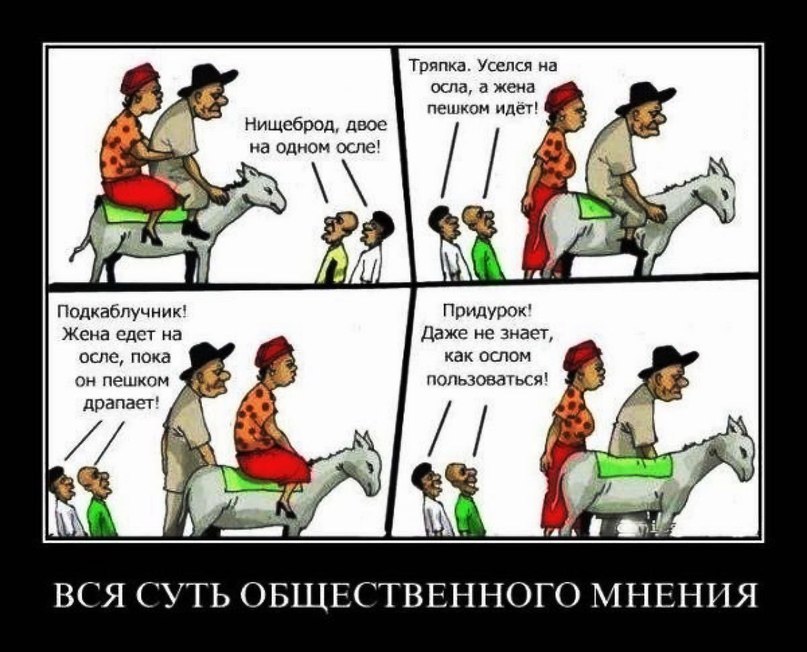 Нищеброд, двое
на одном осле!
Тряпка. Уселся на
осла, а жена
пешком идёт!
Подкаблучник!
Жена едет на
осле, пока
он пешком
драпает!
Придурок!
Даже не знает,
как ослом
пользоваться!
ВСЯ СУТЬ ОБЩЕСТВЕННОГО МНЕНИЯ